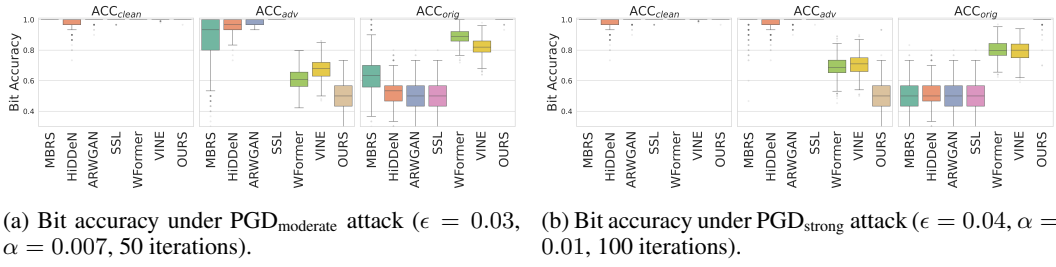 ACC_clean ACC_adv ACC_orig
Bit Accuracy
1.0
0.8
0.6
0.4
MBRS HiDDeN ARWGAN SSL WFormer VINE OURS
MBRS HiDDeN ARWGAN SSL WFormer VINE OURS
MBRS HiDDeN ARWGAN SSL WFormer VINE OURS
(a) Bit accuracy under PGD_moderate attack (ϵ = 0.03,
α = 0.007, 50 iterations).
ACC_clean ACC_adv ACC_orig
Bit Accuracy
1.0
0.8
0.6
0.4
MBRS HiDDeN ARWGAN SSL WFormer VINE OURS
MBRS HiDDeN ARWGAN SSL WFormer VINE OURS
MBRS HiDDeN ARWGAN SSL WFormer VINE OURS
(b) Bit accuracy under PGD_strong attack (ϵ = 0.04, α =
0.01, 100 iterations).